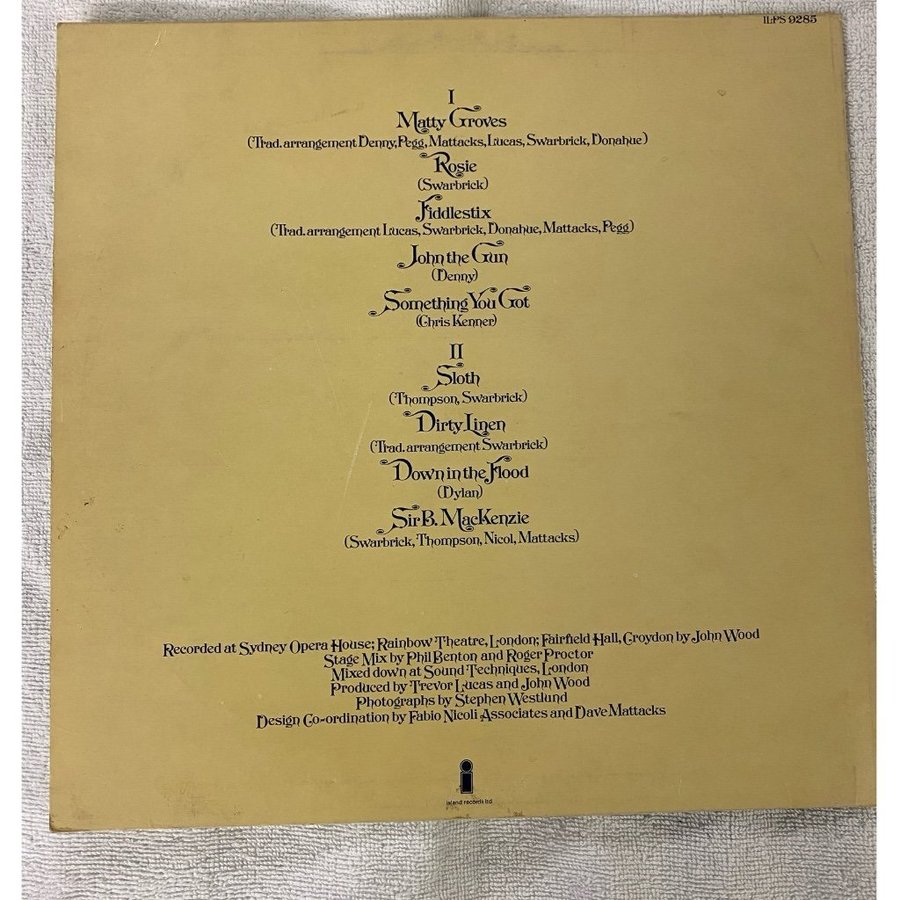 ILPS 9285
I
Matty Groves
(Trad. arrangement Denny, Pegg, Mattacks, Lucas, Swarbrick, Donahue)
Rosie
(Swarbrick)
Fiddlestix
(Trad. arrangement Lucas, Swarbrick, Donahue, Mattacks, Pegg)
John the Gun
(Denny)
Something You Got
(Chris Kenner)
II
Sloth
(Thompson, Swarbrick)
Dirty Linen
(Trad. arrangement Swarbrick)
Down in the Flood
(Dylan)
Sir B. MacKenzie
(Swarbrick, Thompson, Nicol, Mattacks)
Recorded at Sydney Opera House; Rainbow Theatre, London; Fairfield Hall, Croydon by John Wood
Stage Mix by Phil Benton and Roger Proctor
Mixed down at Sound Techniques, London
Produced by Trevor Lucas and John Wood
Photographs by Stephen Westlund
Design Co-ordination by Fabio Nicoli Associates and Dave Mattacks
island records ltd